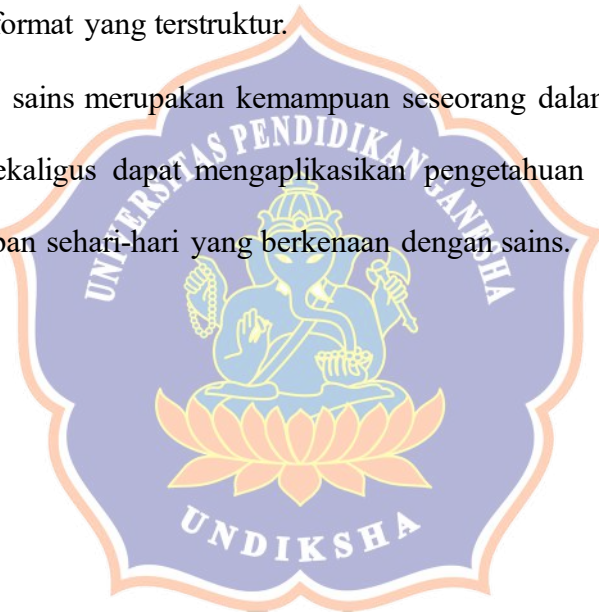 format yang terstruktur.
sains merupakan kemampuan seseorang dalam
UNIVERSITAS PENDIDIKAN GANESHA
sekaligus dapat mengaplikasikan pengetahuan
sehari-hari yang berkenaan dengan sains.
UNDIKSHA